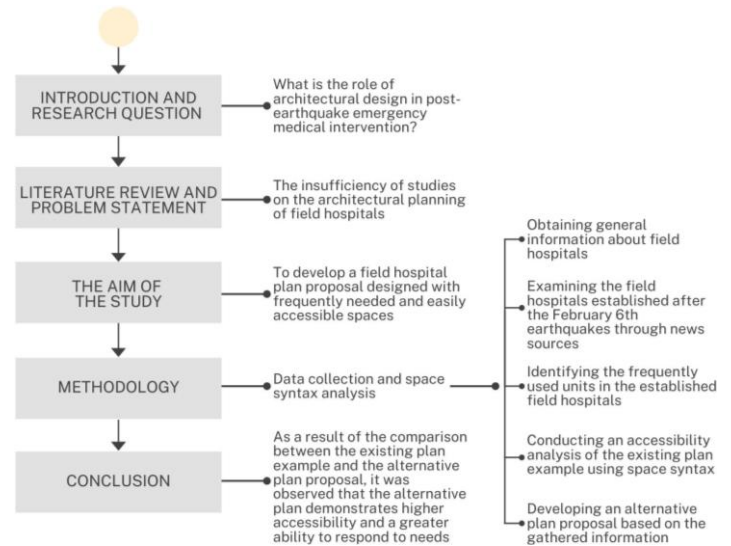 INTRODUCTION AND
RESEARCH QUESTION
What is the role of
architectural design in post-
earthquake emergency
medical intervention?
LITERATURE REVIEW AND
PROBLEM STATEMENT
The insufficiency of studies
on the architectural planning
of field hospitals
THE AIM OF
THE STUDY
To develop a field hospital
plan proposal designed with
frequently needed and easily
accessible spaces
METHODOLOGY
Data collection and space
syntax analysis
Obtaining general
information about field
hospitals
Examining the field
hospitals established after
the February 6th
earthquakes through news
sources
Identifying the frequently
used units in the established
field hospitals
Conducting an accessibility
analysis of the existing plan
example using space syntax
Developing an alternative
plan proposal based on the
gathered information
CONCLUSION
As a result of the comparison
between the existing plan
example and the alternative
plan proposal, it was
observed that the alternative
plan demonstrates higher
accessibility and a greater
ability to respond to needs